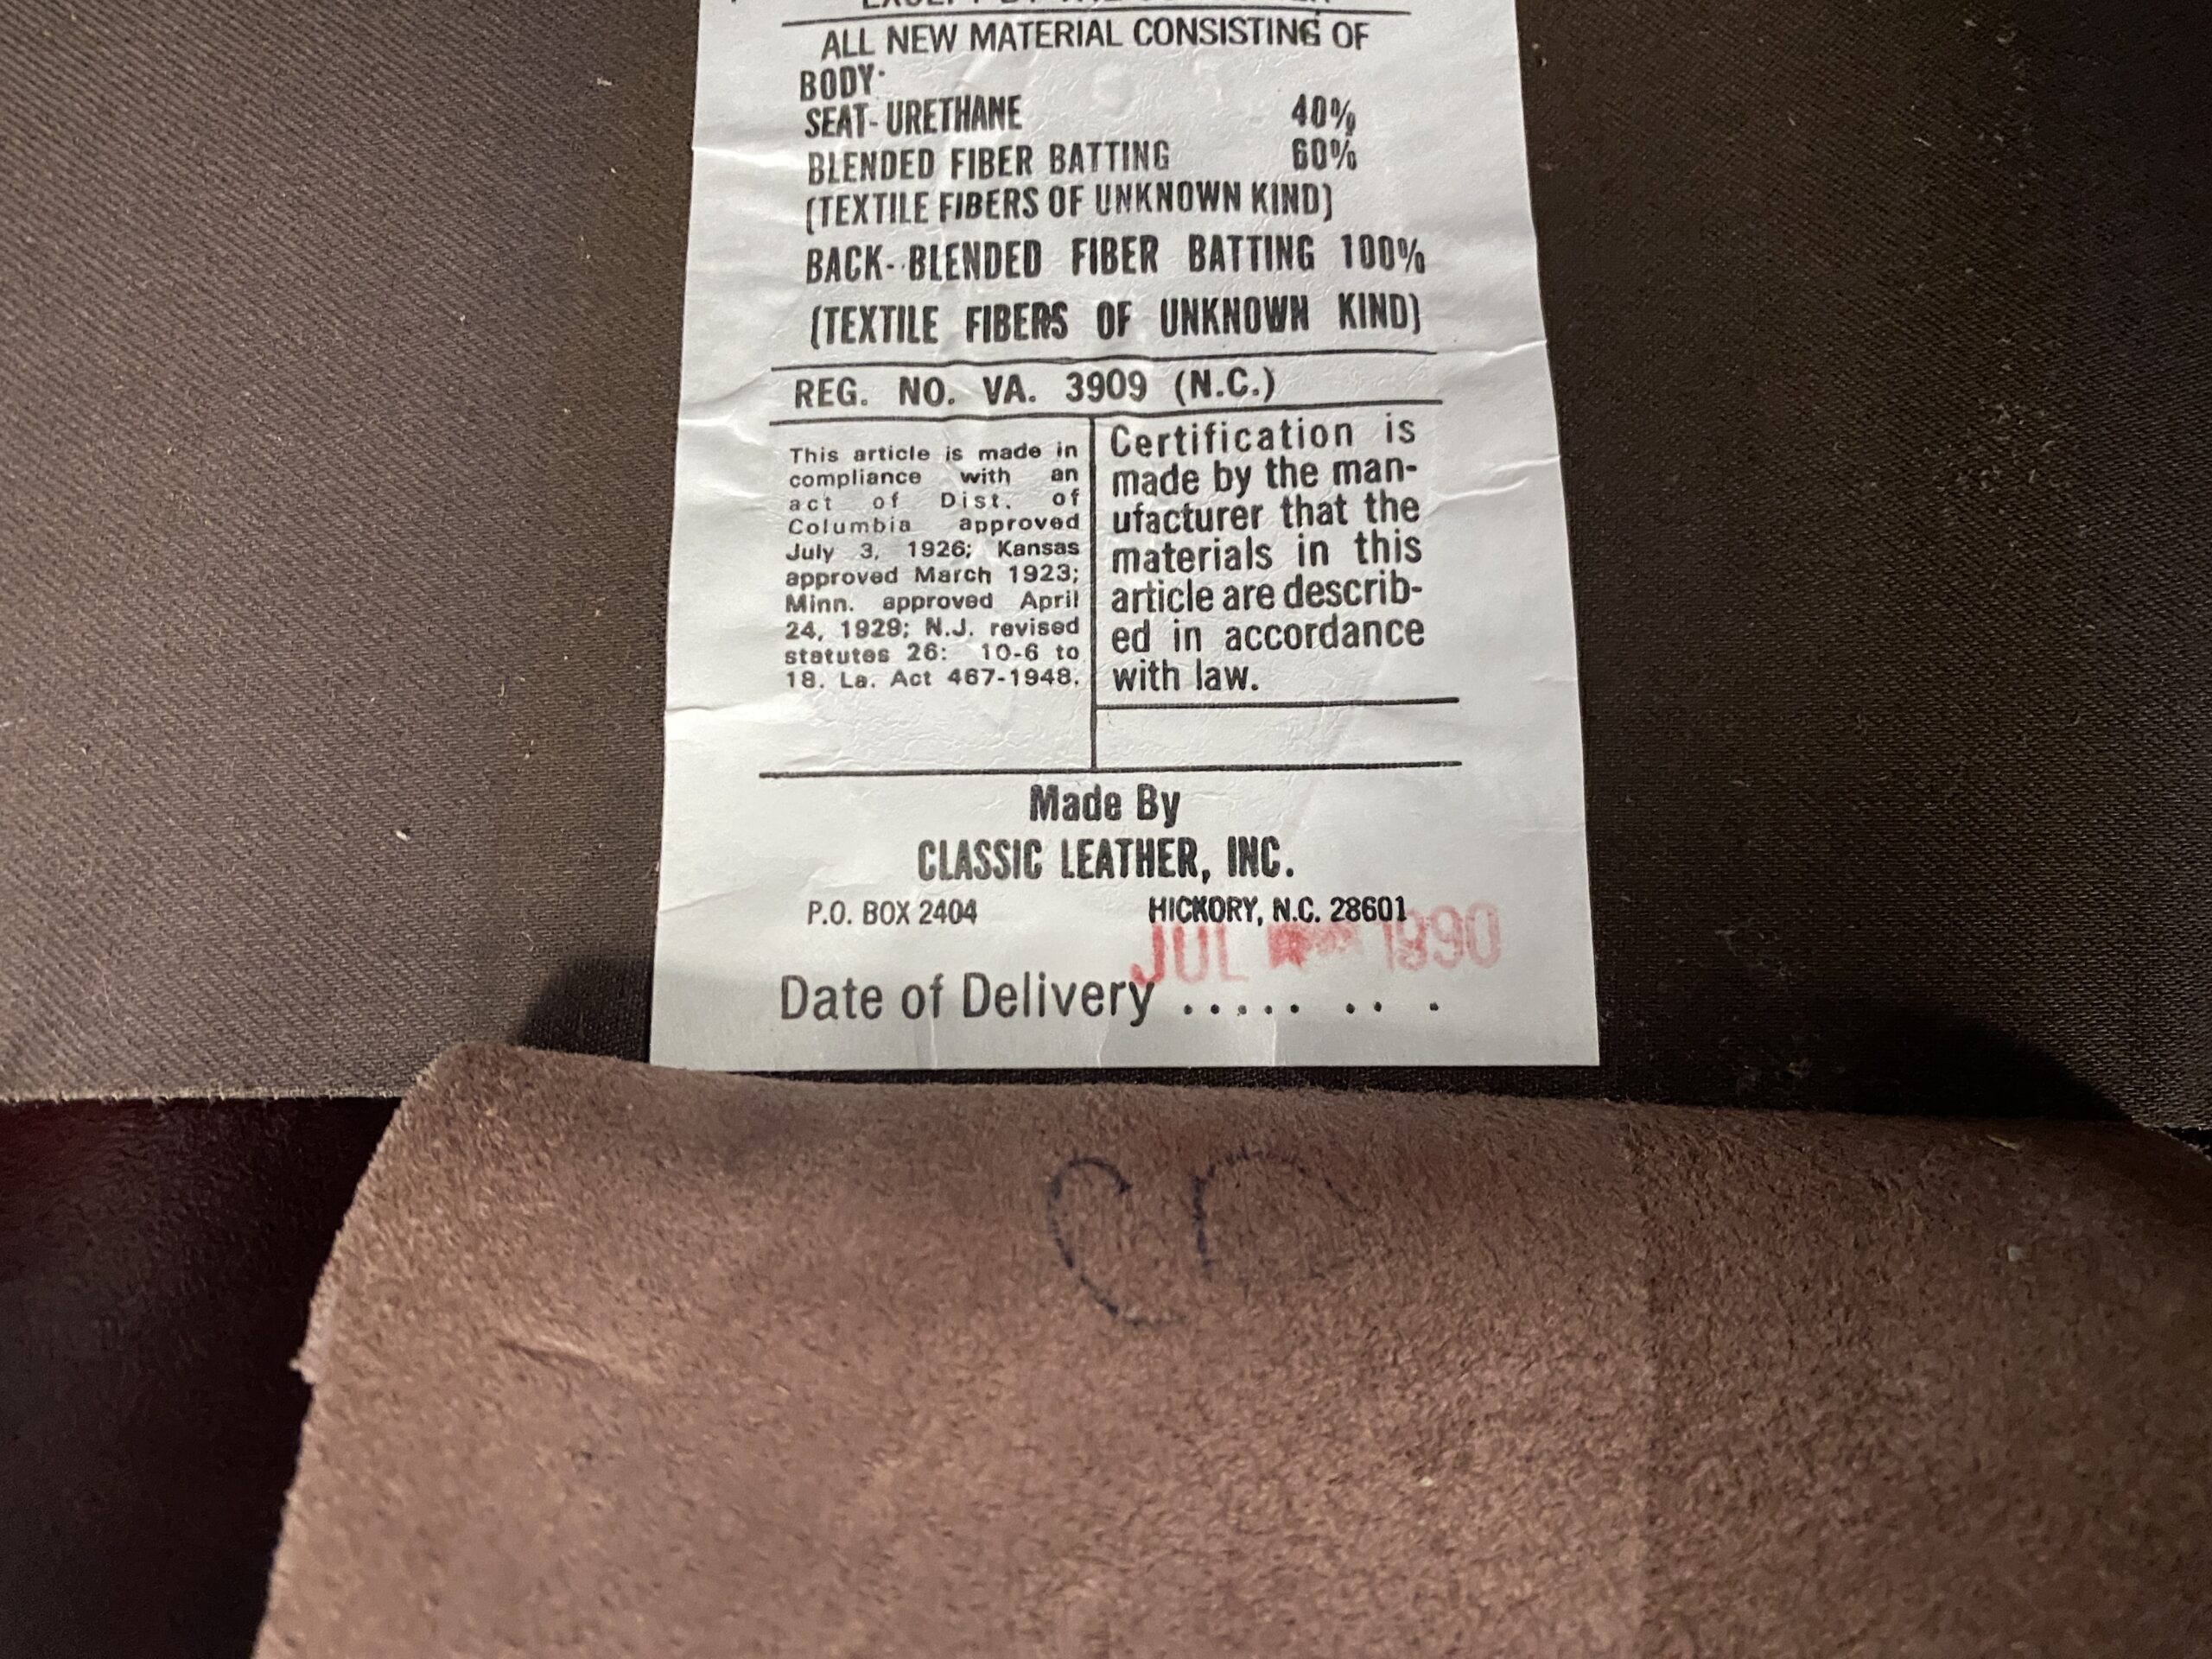 ALL NEW MATERIAL CONSISTING OF
BODY:
SEAT- URETHANE 40%
BLENDED FIBER BATTING 60%
(TEXTILE FIBERS OF UNKNOWN KIND)
BACK- BLENDED FIBER BATTING 100%
(TEXTILE FIBERS OF UNKNOWN KIND)
REG. NO. VA. 3909 (N.C.)
This article is made in
compliance with an
act of Dist. of
Columbia approved
July 3, 1926; Kansas
approved March 1923;
Minn. approved April
24, 1929; N.J. revised
statutes 26: 10-6 to
18. La. Act 467-1948.
Certification is
made by the man-
ufacturer that the
materials in this
article are describ-
ed in accordance
with law.
Made By
CLASSIC LEATHER, INC.
P.O. BOX 2404 HICKORY, N.C. 28601
JUL 1990
Date of Delivery ..... .. .